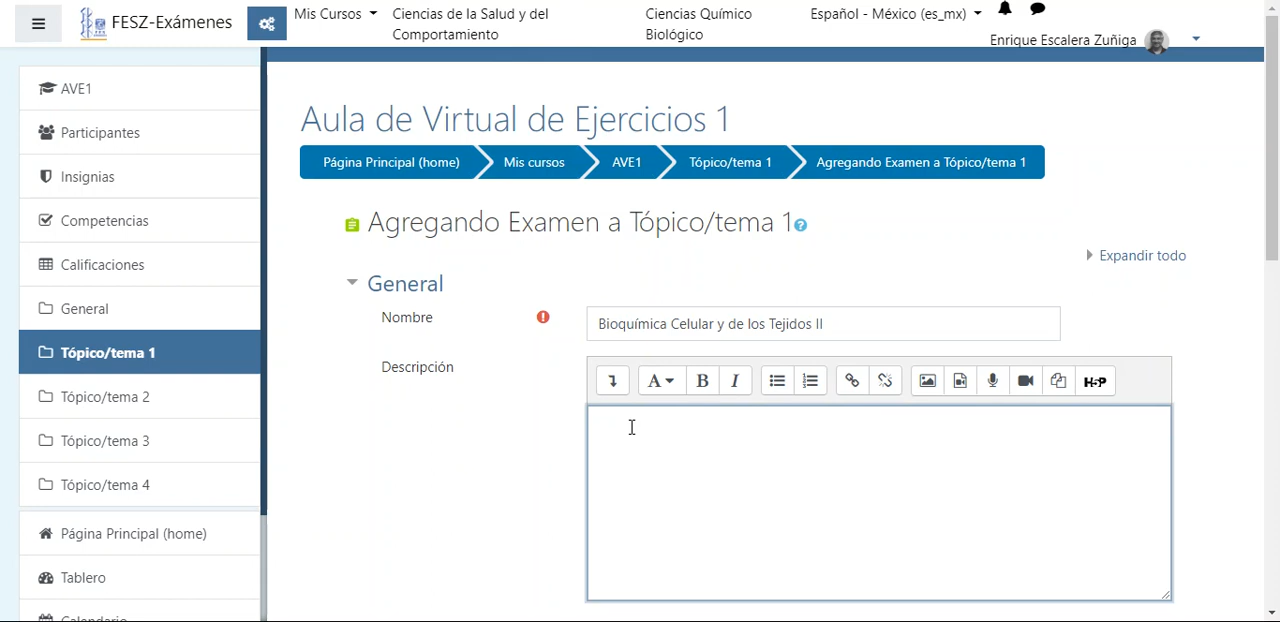 FESZ-Exámenes
Mis Cursos
Ciencias de la Salud y del
Comportamiento
Ciencias Químico
Biológico
Español - México (es_mx)
Enrique Escalera Zuñiga
AVE1
Participantes
Insignias
Competencias
Calificaciones
General
Tópico/tema 1
Tópico/tema 2
Tópico/tema 3
Tópico/tema 4
Página Principal (home)
Tablero
Calendario
Aula de Virtual de Ejercicios 1
Página Principal (home)
Mis cursos
AVE1
Tópico/tema 1
Agregando Examen a Tópico/tema 1
Agregando Examen a Tópico/tema 1
Expandir todo
General
Nombre
Bioquímica Celular y de los Tejidos II
Descripción
A
B
I
H-P